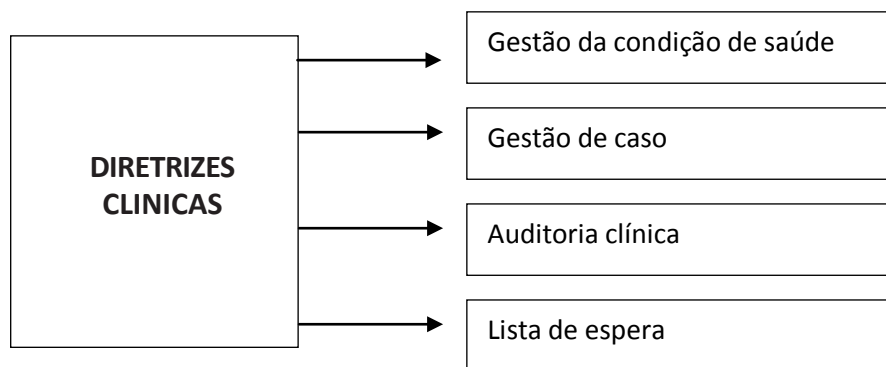 Gestão da condição de saúde
DIRETRIZES
CLINICAS
Gestão de caso
Auditoria clínica
Lista de espera